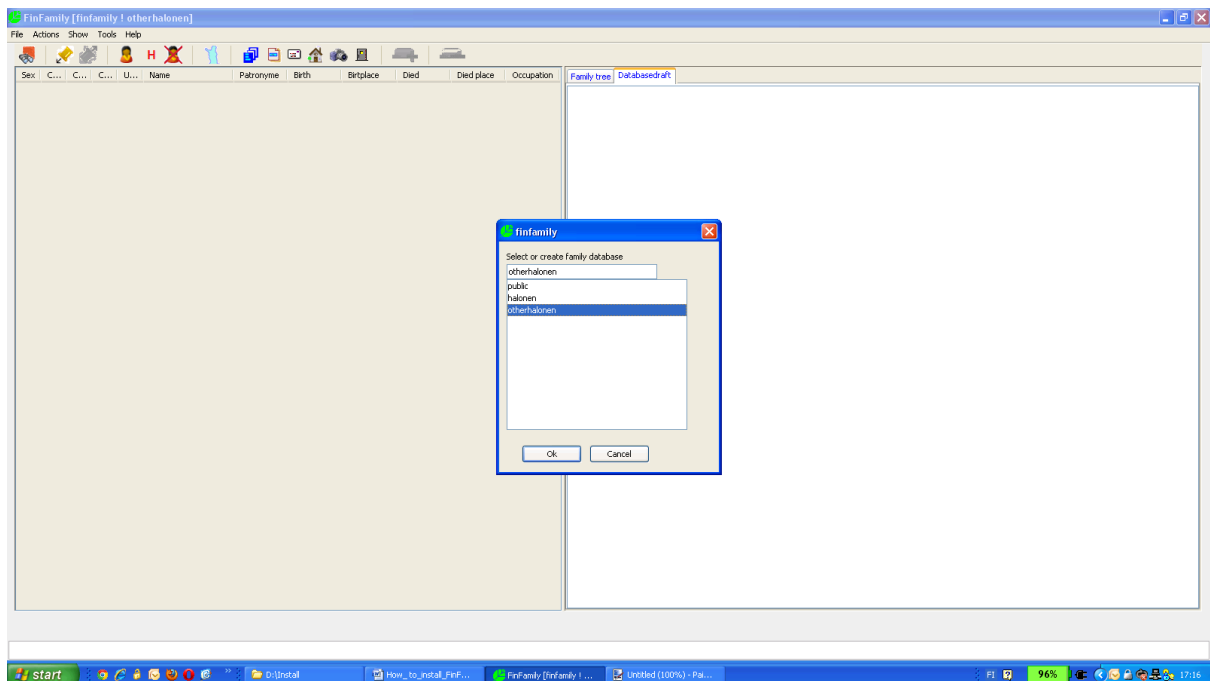 FinFamily [finfamily ! otherhalonen]
File Actions Show Tools Help
H
Sex C... C... C... U... Name Patronyme Birth Birtplace Died Died place Occupation
Family tree Databasedraft
finfamily
Select or create family database
otherhalonen
public
halonen
otherhalonen
Ok Cancel
start D:\Install How_to_install_FinF... FinFamily [finfamily ! ... Untitled (100%) - Pai... FI 96% 17:16